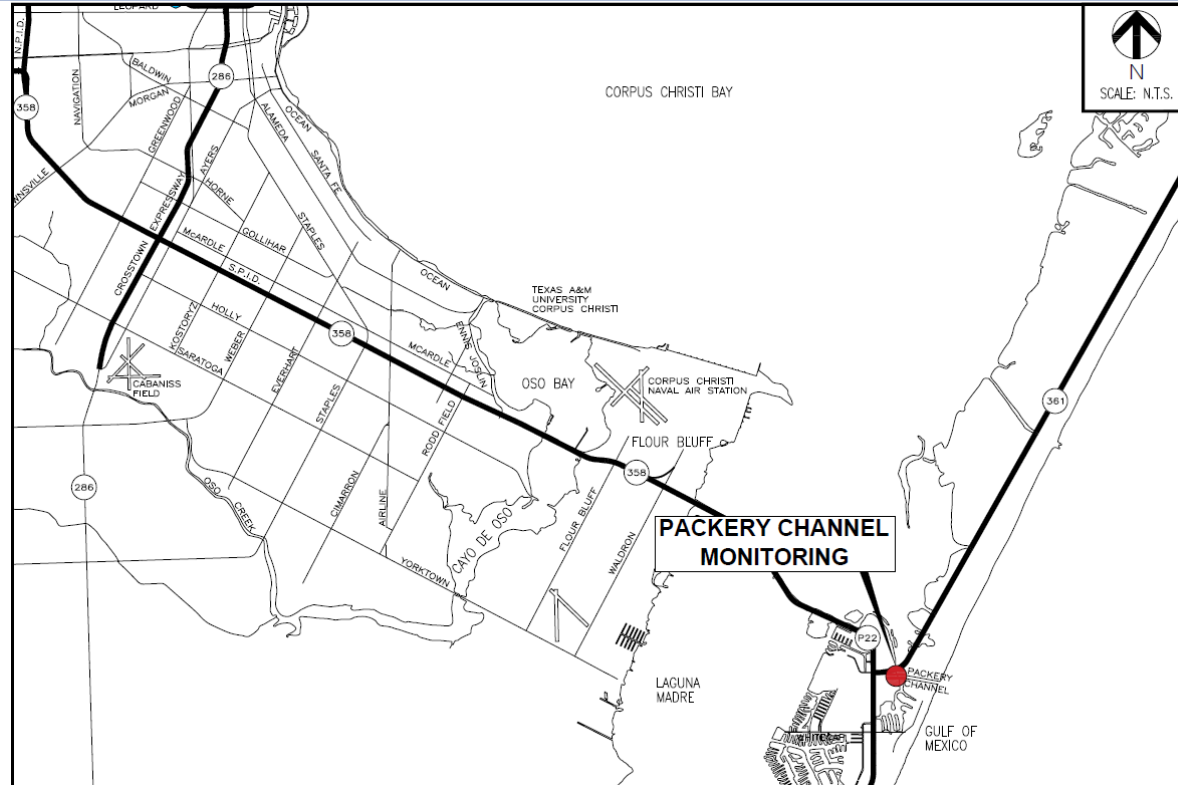 LEOPARD
N.P.I.D.
NAVIGATION
BALDWIN
MORGAN
GREENWOOD
286
358
CORPUS CHRISTI BAY
N
SCALE: N.T.S.
OCEAN
ALAMEDA
SANTA FE
AYERS
HORNE
CROSSTOWN EXPRESSWAY
STAPLES
GOLLIHAR
McARDLE
S.P.I.D.
OCEAN
TEXAS A&M
UNIVERSITY
CORPUS CHRISTI
KOSTORYZ
HOLLY
WEBER
SARATOGA
EVERHART
358
MCARDLE
ENNIS JOSLIN
CABANISS
FIELD
STAPLES
RODD FIELD
OSO BAY
CORPUS CHRISTI
NAVAL AIR STATION
361
FLOUR BLUFF
358
286
OSO CREEK
CIMARRON
AIRLINE
CAYO DE OSO
FLOUR BLUFF
WALDRON
YORKTOWN
PACKERY CHANNEL
MONITORING
P22
PACKERY
CHANNEL
LAGUNA
MADRE
GULF OF
MEXICO